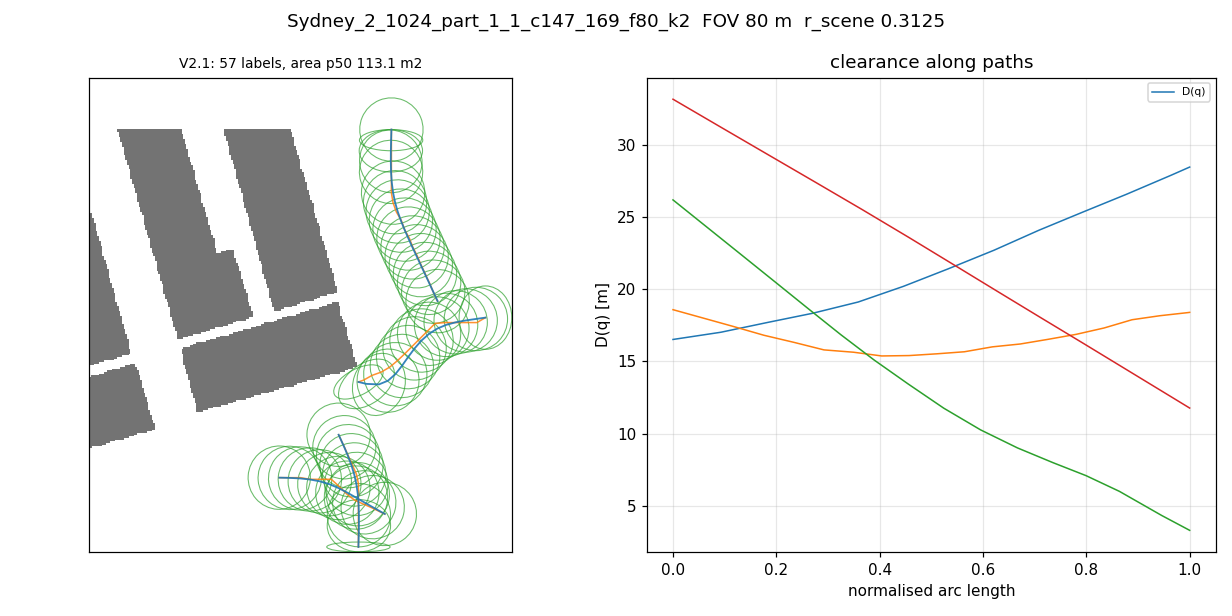 Sydney_2_1024_part_1_1_c147_169_f80_k2  FOV 80 m  r_scene 0.3125
V2.1: 57 labels, area p50 113.1 m2
clearance along paths
D(q)
D(q) [m]
30
25
20
15
10
5
0.0 0.2 0.4 0.6 0.8 1.0
normalised arc length